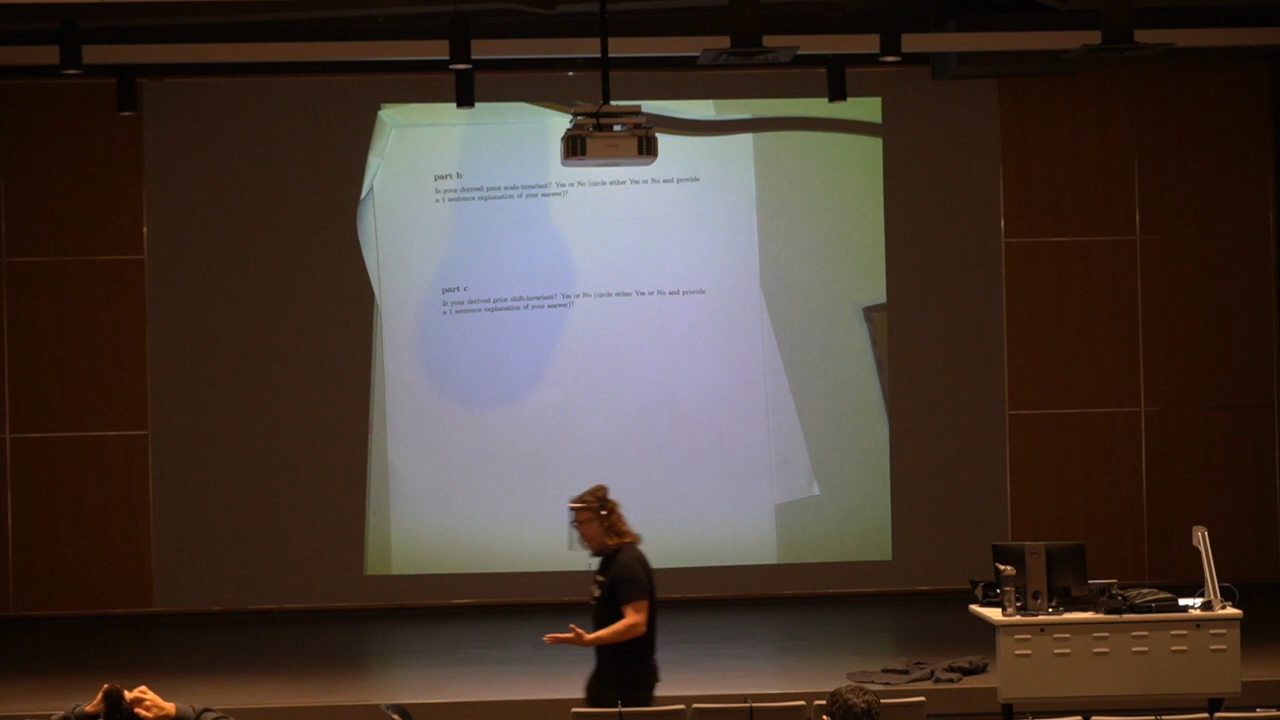 part b
Is your derived prior scale-invariant? Yes or No (circle either Yes or No and provide
a 1 sentence explanation of your answer)?
part c
Is your derived prior shift-invariant? Yes or No (circle either Yes or No and provide
a 1 sentence explanation of your answer)?